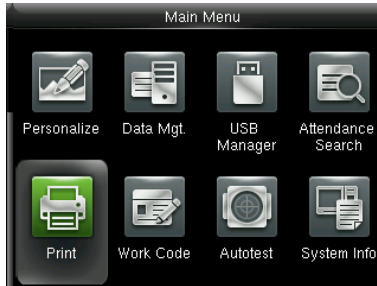 Main Menu
Personalize
Data Mgt.
USB
Manager
Attendance
Search
Print
Work Code
Autotest
System Info